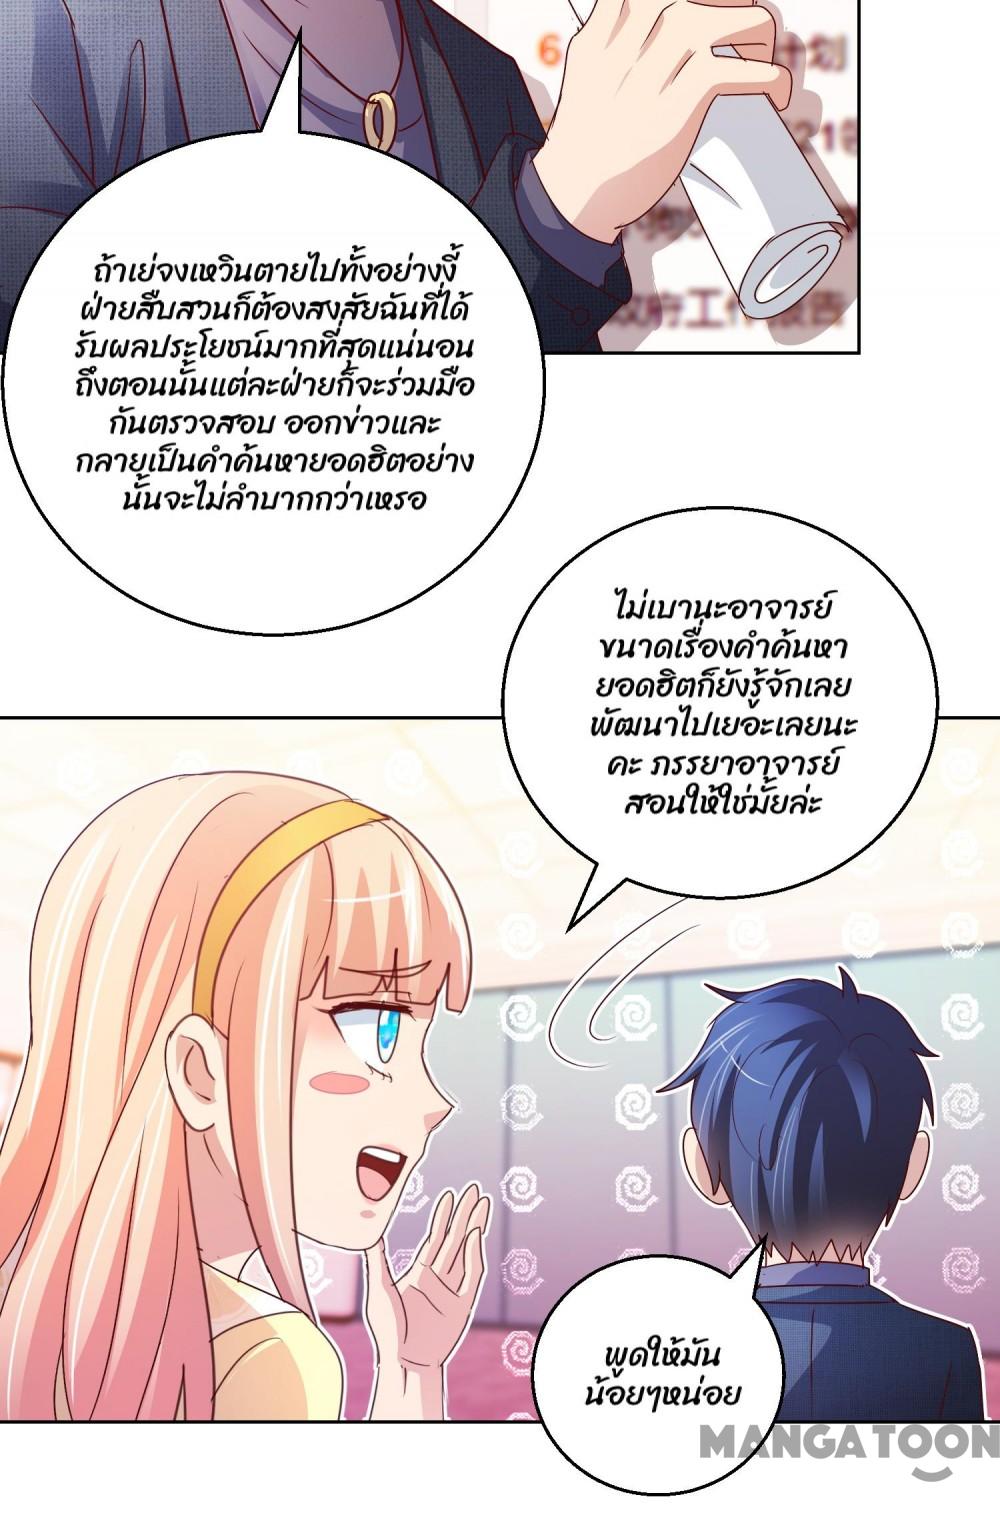 6
计划
21
政府工作报告
ถ้าเย่จงเหวินตายไปทั้งอย่างงี้
ฝ่ายสืบสวนก็ต้องสงสัยฉันที่ได้
รับผลประโยชน์มากที่สุดแน่นอน
ถึงตอนนั้นแต่ละฝ่ายก็จะร่วมมือ
กันตรวจสอบ ออกข่าวและ
กลายเป็นคำค้นหายอดฮิตอย่าง
นั้นจะไม่ลำบากกว่าเหรอ
ไม่เบานะอาจารย์
ขนาดเรื่องคำค้นหา
ยอดฮิตก็ยังรู้จักเลย
พัฒนาไปเยอะเลยนะ
คะ ภรรยาอาจารย์
สอนให้ใช่มั้ยล่ะ
พูดให้มัน
น้อยๆหน่อย
MANGATOON